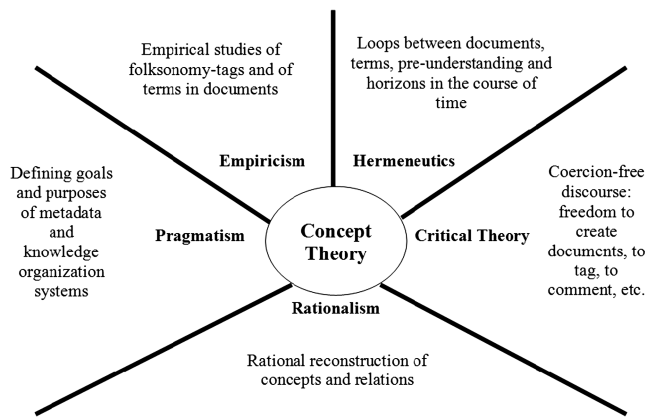 Empirical studies of
folksonomy-tags and of
terms in documents
Loops between documents,
terms, pre-understanding and
horizons in the course of
time
Empiricism
Hermeneutics
Defining goals
and purposes
of metadata
and
knowledge
organization
systems
Pragmatism
Concept
Theory
Critical Theory
Coercion-free
discourse:
freedom to
create
documents, to
tag, to
comment, etc.
Rationalism
Rational reconstruction of
concepts and relations